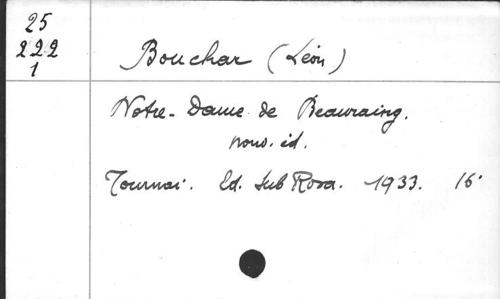 25
222
1
Bouchar (Léon)
Notre-Dame de Beauraing.
nouv. éd.
Tournai. Ed. Sub Rosa. 1933. 16°